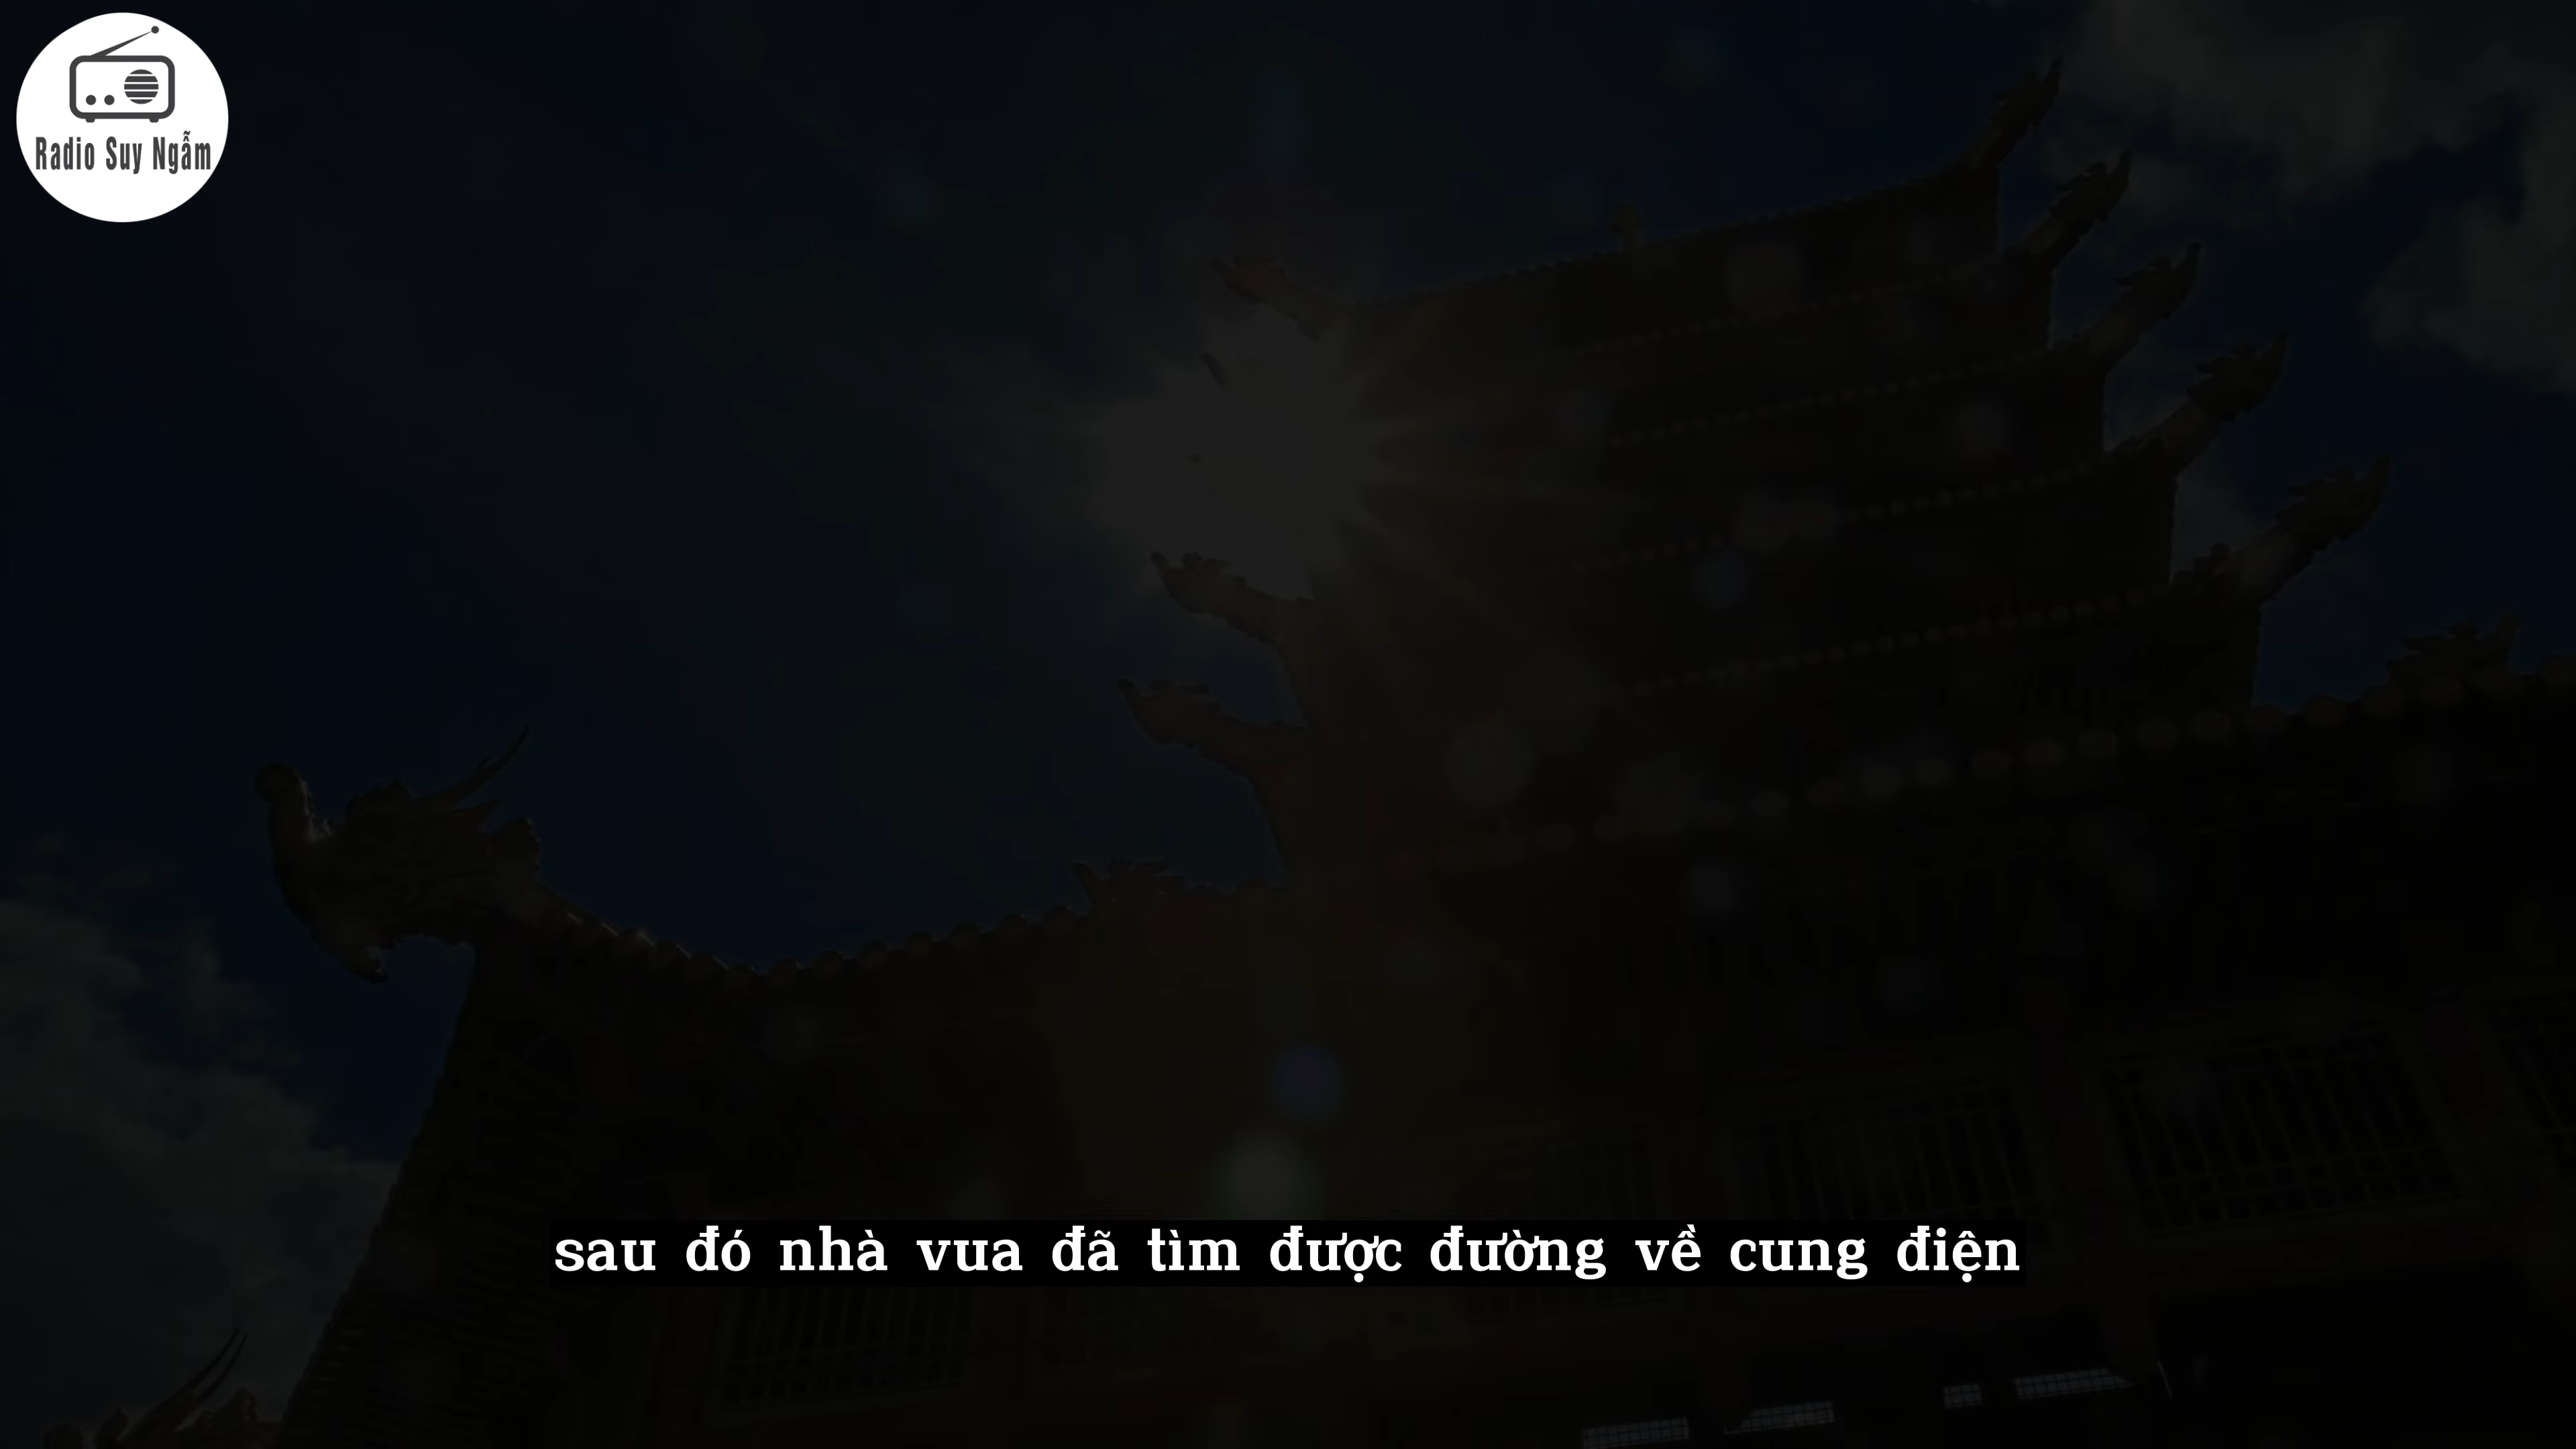 Radio Suy Ngẫm
sau đó nhà vua đã tìm được đường về cung điện